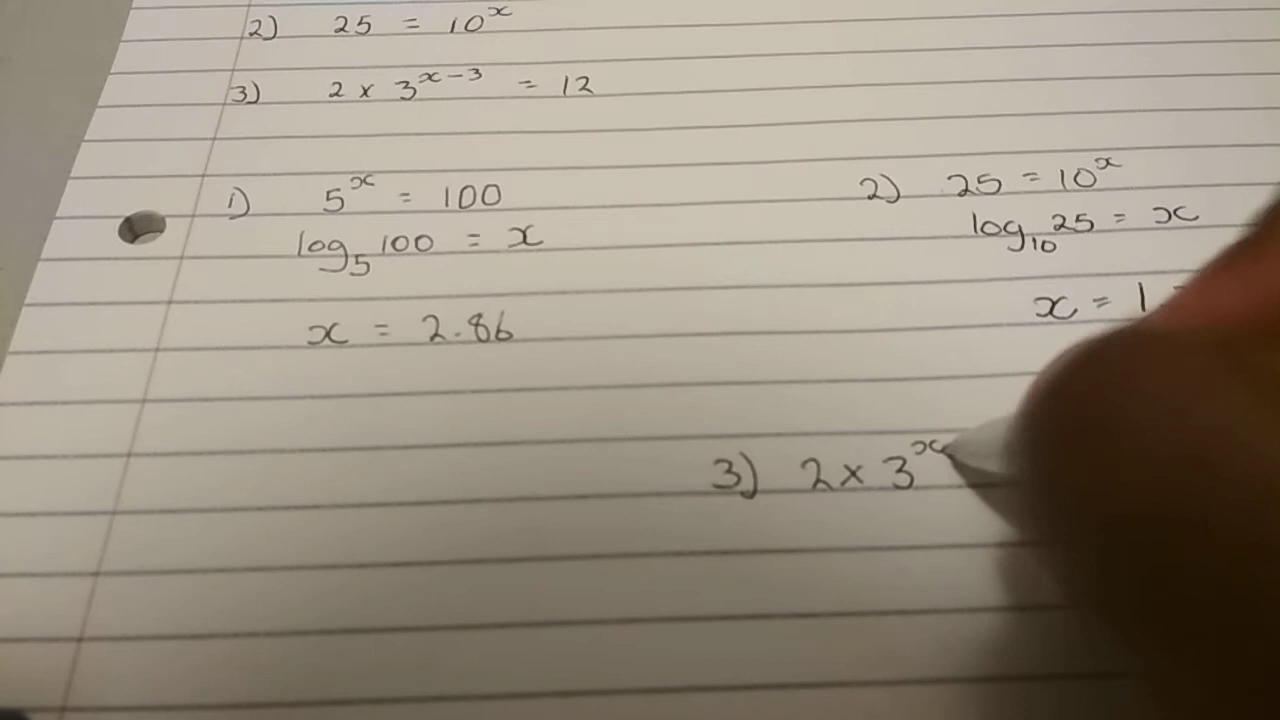 2) 25 = 10^x
3) 2 × 3^(x-3) = 12
1) 5^x = 100
log_5 100 = x
x = 2.86
2) 25 = 10^x
log_10 25 = x
x = 1
3) 2 × 3^x